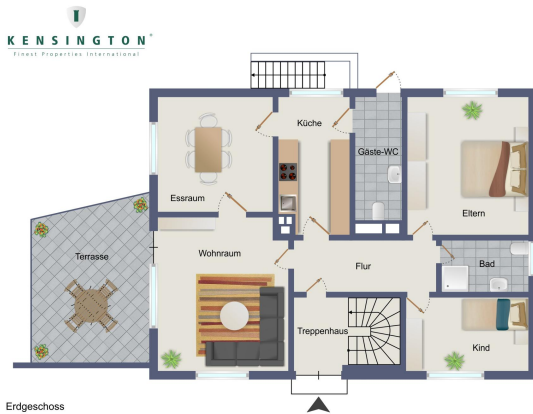 KENSINGTON®
Finest Properties International
Küche
Gäste-WC
Essraum
Eltern
Terrasse
Wohnraum
Flur
Bad
Treppenhaus
Kind
Erdgeschoss